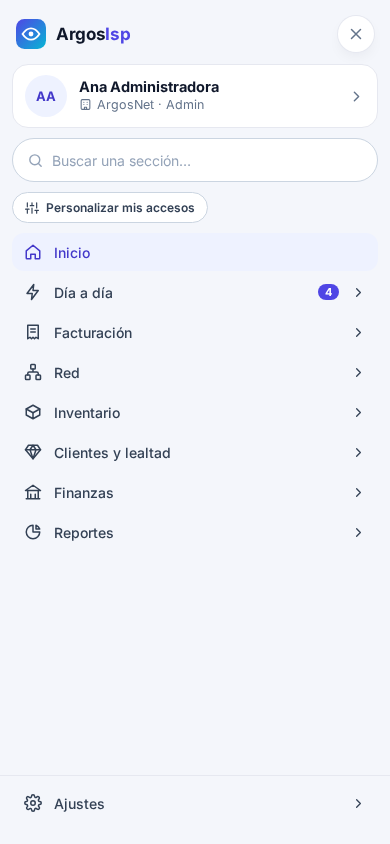 ArgosIsp
AA
Ana Administradora
ArgosNet · Admin
Buscar una sección...
Personalizar mis accesos
Inicio
Día a día
4
Facturación
Red
Inventario
Clientes y lealtad
Finanzas
Reportes
Ajustes